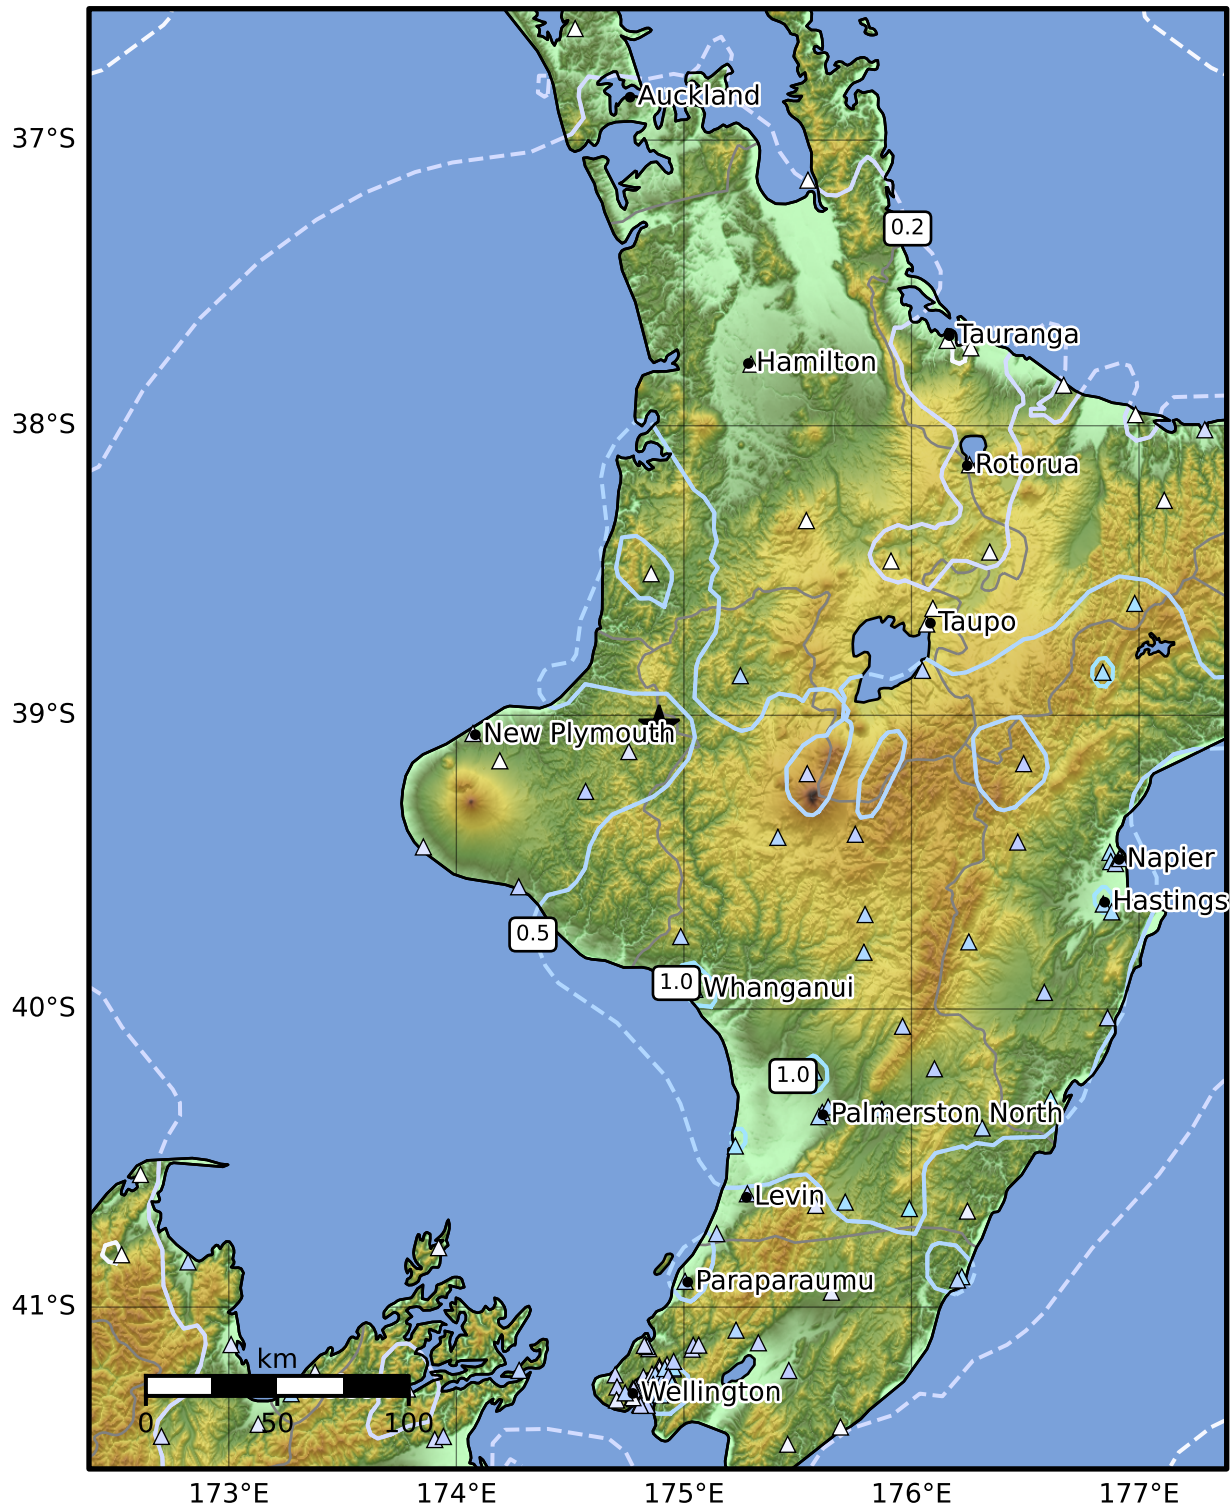 Auckland
37°S
0.2
Tauranga
Hamilton
38°S
Rotorua
Taupo
39°S
New Plymouth
Napier
Hastings
0.5
1.0
Whanganui
40°S
1.0
Palmerston North
Levin
Paraparaumu
41°S
km
Wellington
0 50 100
173°E 174°E 175°E 176°E 177°E